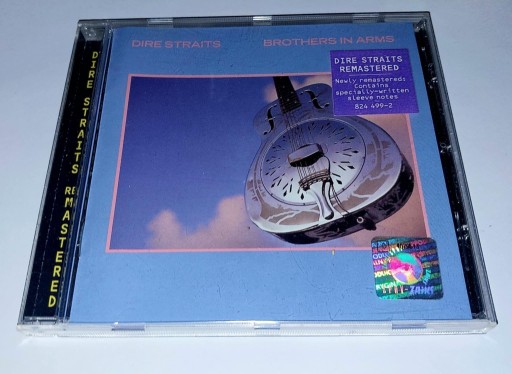 DIRE STRAITS
BROTHERS IN ARMS
DIRE STRAITS
REMASTERED
Newly remastered:
Contains
specially-written
sleeve notes
824 499-2
DIRE STRAITS REMASTERED